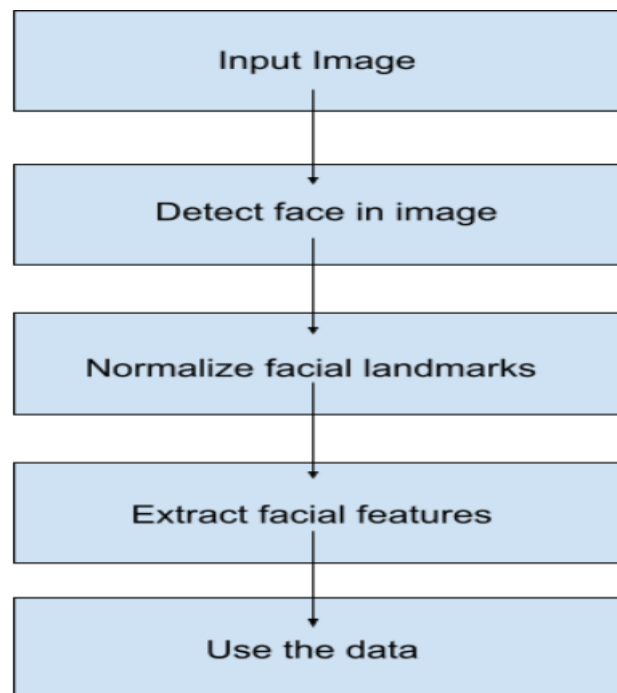 Input Image
Detect face in image
Normalize facial landmarks
Extract facial features
Use the data